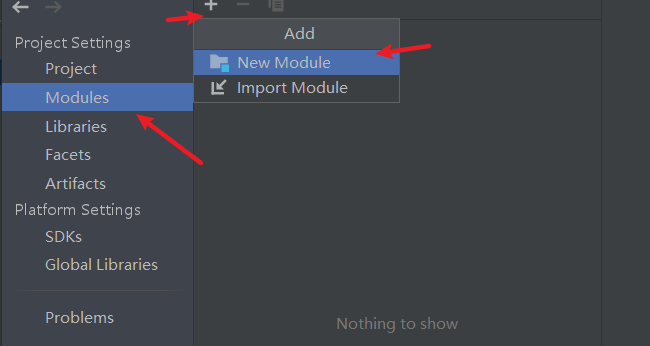 Project Settings
Project
Modules
Libraries
Facets
Artifacts
Platform Settings
SDKs
Global Libraries
Problems
Add
New Module
Import Module
Nothing to show